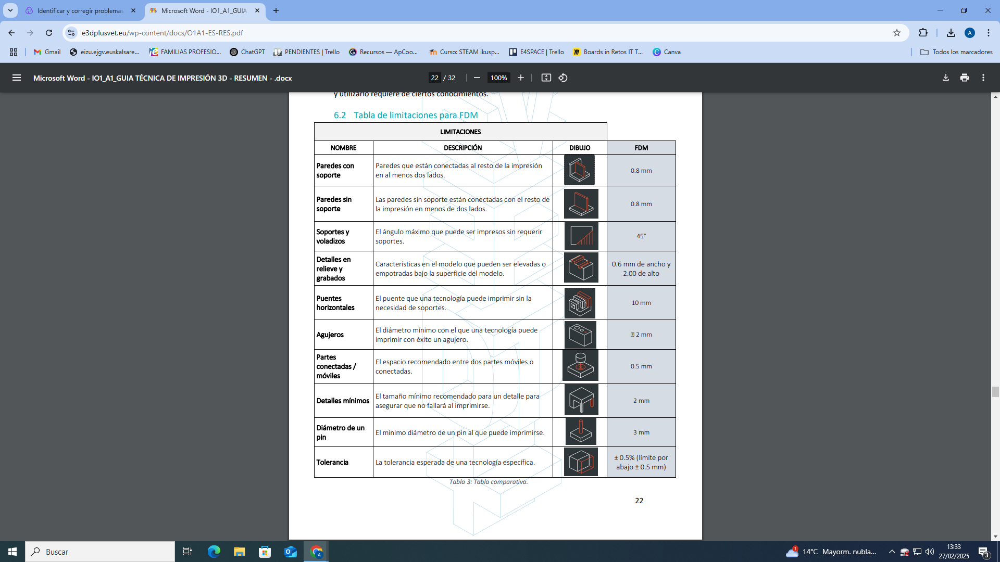 Identificar y corregir problemas
Microsoft Word - IO1_A1_GUIA
e3dplusvet.eu/wp-content/docs/O1A1-ES-RES.pdf
A
Gmail
eizu.ejgv.euskalsare...
FAMILIAS PROFESIO...
ChatGPT
PENDIENTES | Trello
Recursos — ApCoo...
Curso: STEAM ikusp...
E4SPACE | Trello
Boards in Retos IT T...
Canva
Todos los marcadores
Microsoft Word - IO1_A1_GUIA TÉCNICA DE IMPRESIÓN 3D - RESUMEN - .docx
22 / 32
100%
y utilizarlo requiere de ciertos conocimientos.
6.2 Tabla de limitaciones para FDM
LIMITACIONES
NOMBRE DESCRIPCIÓN DIBUJO FDM
Paredes con
soporte
Paredes que están conectadas al resto de la impresión
en al menos dos lados.
0.8 mm
Paredes sin
soporte
Las paredes sin soporte están conectadas con el resto de
la impresión en menos de dos lados.
0.8 mm
Soportes y
voladizos
El ángulo máximo que puede ser impresos sin requerir
soportes.
45°
Detalles en
relieve y
grabados
Características en el modelo que pueden ser elevadas o
empotradas bajo la superficie del modelo.
0.6 mm de ancho y
2.00 de alto
Puentes
horizontales
El puente que una tecnología puede imprimir sin la
necesidad de soportes.
10 mm
Agujeros
El diámetro mínimo con el que una tecnología puede
imprimir con éxito un agujero.
2 mm
Partes
conectadas /
móviles
El espacio recomendado entre dos partes móviles o
conectadas.
0.5 mm
Detalles mínimos
El tamaño mínimo recomendado para un detalle para
asegurar que no fallará al imprimirse.
2 mm
Diámetro de un
pin
El mínimo diámetro de un pin al que puede imprimirse.
3 mm
Tolerancia
La tolerancia esperada de una tecnología específica.
± 0.5% (límite por
abajo ± 0.5 mm)
Tabla 3: Tabla comparativa.
22
Buscar
A
1
14°C Mayorm. nubla...
13:33
27/02/2025
3